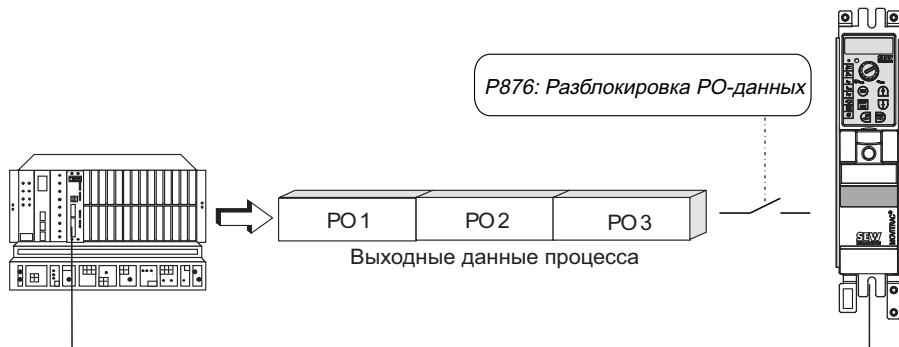 P876: Разблокировка PO-данных
PO 1
PO 2
PO 3
Выходные данные процесса
SEW
MOVITRAC®